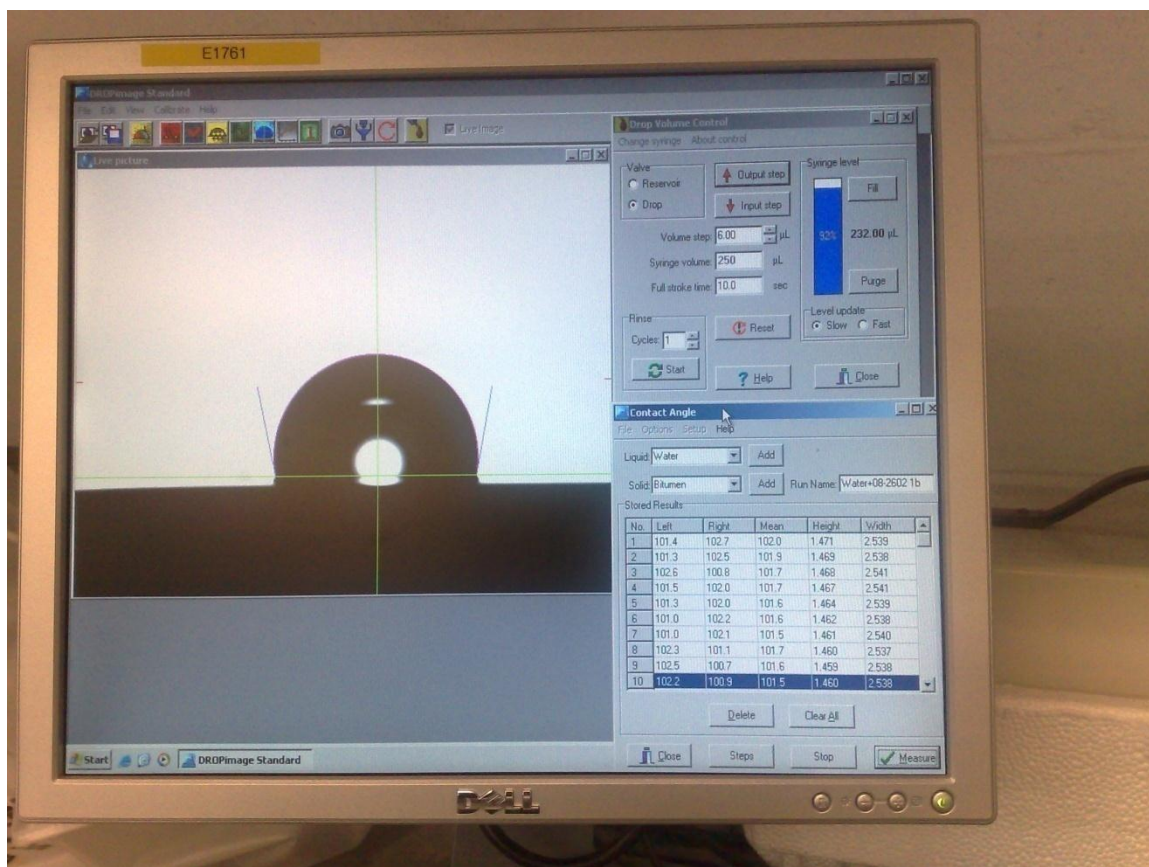 E1761
DROPimage Standard
File Edit View Calibrate Help
Live Image
Live picture
Drop Volume Control
Change syringe About control
Valve
Reservoir
Drop
Output step
Input step
Volume step: 6.00 µL
Syringe volume: 250 µL
Full stroke time: 10.0 sec
Syringe level
Fill
92% 232.00 µL
Purge
Level update
Slow Fast
Rinse
Cycles: 1
Start
Reset
Help
Close
Contact Angle
File Options Setup Help
Liquid: Water Add
Solid: Bitumen Add Run Name: Water+08-2602 1b
Stored Results
No. Left Right Mean Height Width
1 101.4 102.7 102.0 1.471 2.539
2 101.3 102.5 101.9 1.469 2.538
3 102.6 100.8 101.7 1.468 2.541
4 101.5 102.0 101.7 1.467 2.541
5 101.3 102.0 101.6 1.464 2.539
6 101.0 102.2 101.6 1.462 2.538
7 101.0 102.1 101.5 1.461 2.540
8 102.3 101.1 101.7 1.460 2.537
9 102.5 100.7 101.6 1.459 2.538
10 102.2 100.9 101.5 1.460 2.538
Delete Clear All
Close Steps Stop Measure
Start DROPimage Standard
DELL